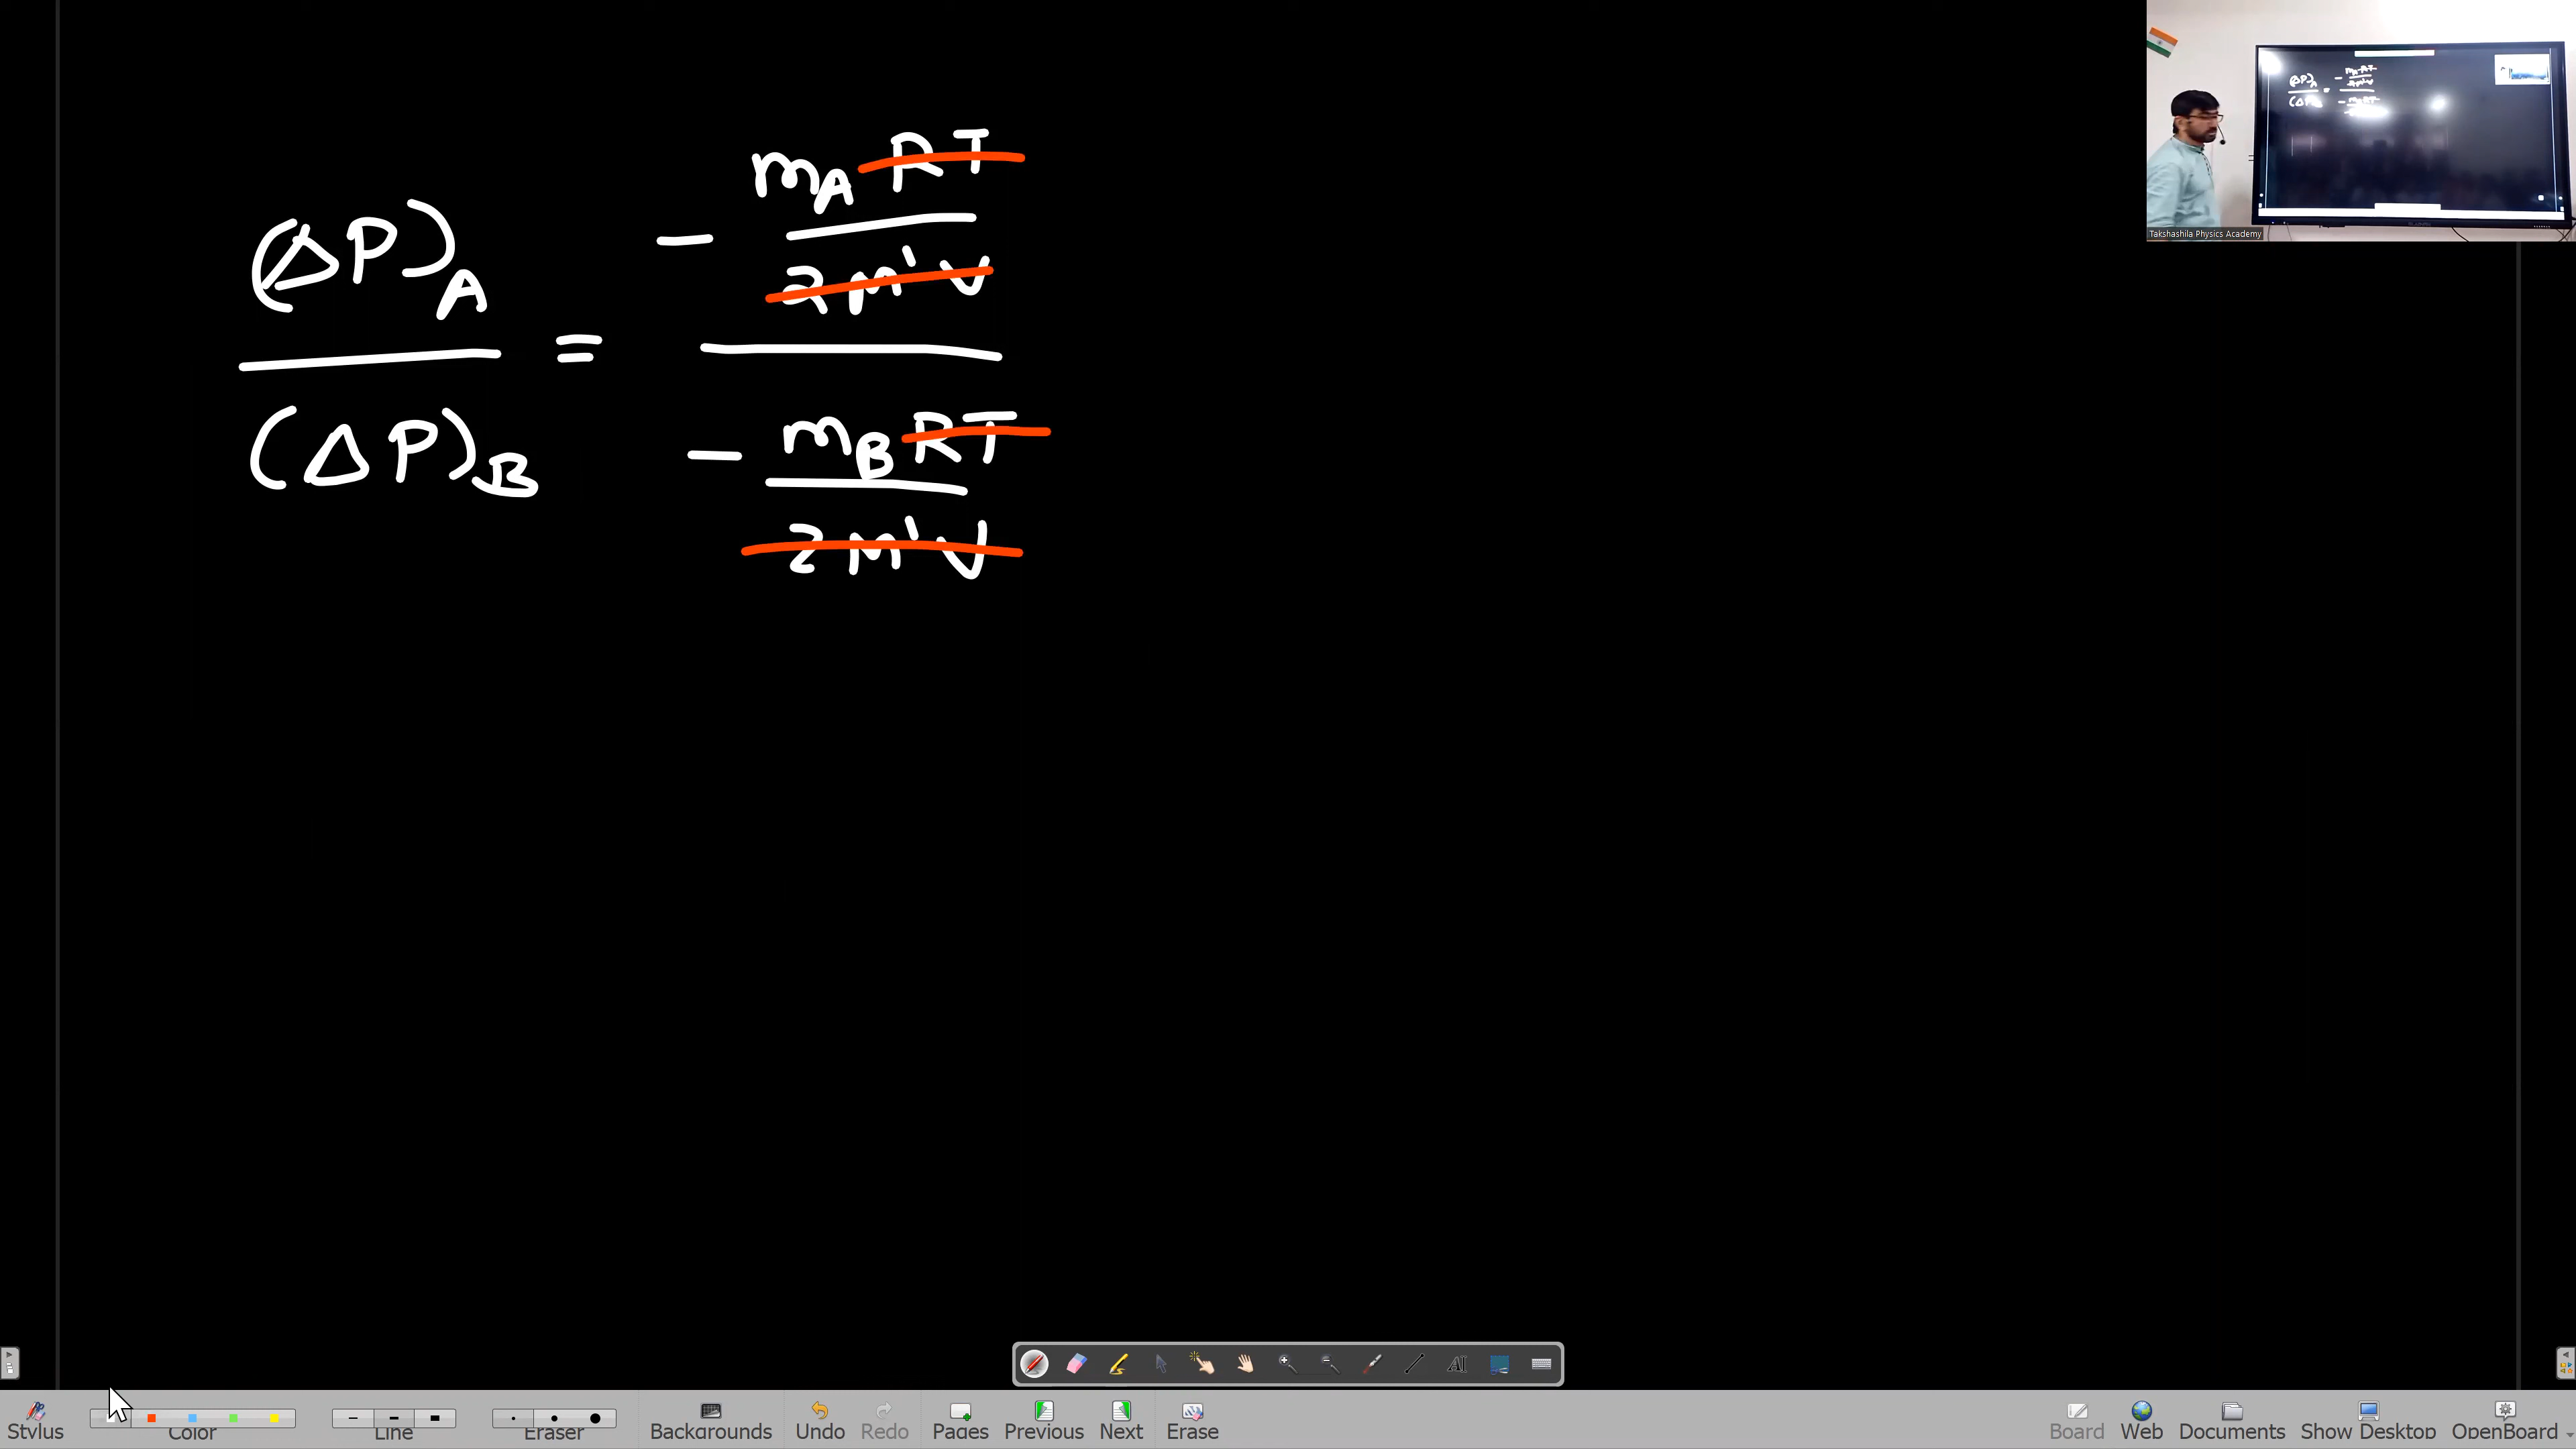 (ΔP)A / (ΔP)B = - mA RT / 2M'V / - mB RT / 2M'V
Takshashila Physics Academy
Stylus Color Line Eraser Backgrounds Undo Redo Pages Previous Next Erase Board Web Documents Show Desktop OpenBoard